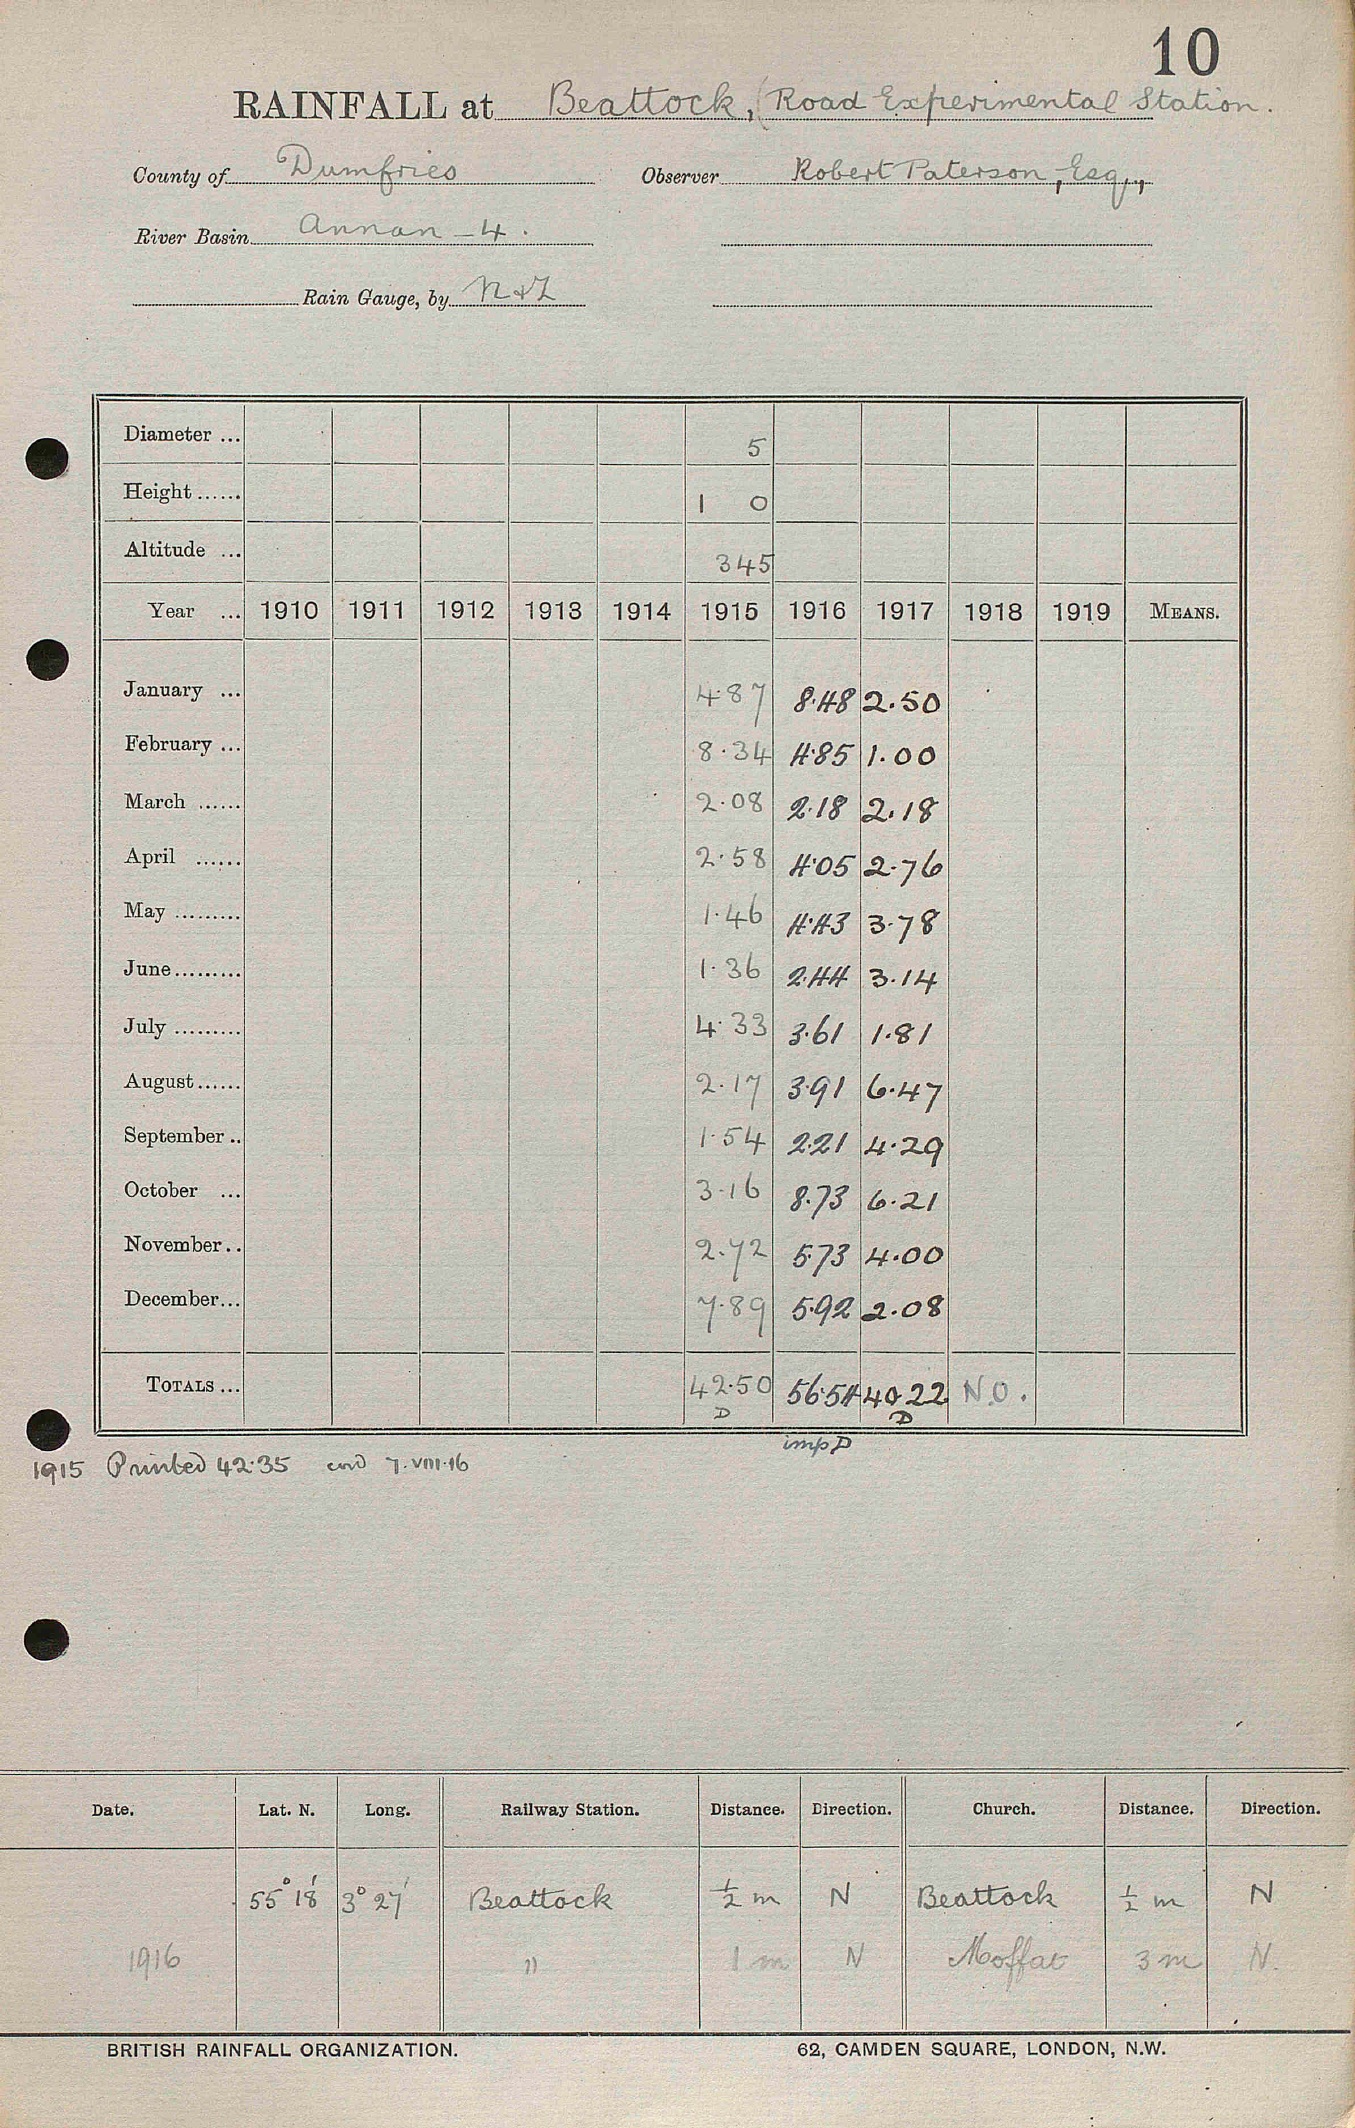 10
RAINFALL at Beattock, (Road Experimental Station.
County of Dumfries Observer Robert Paterson, Esq.,
River Basin Annan - 4.
Rain Gauge, by N & Z
Diameter ... 5
Height ...... 1 0
Altitude ... 345
Year ... 1910 1911 1912 1913 1914 1915 1916 1917 1918 1919 MEANS.
January ... 4.87 8.48 2.50
February ... 8.34 4.85 1.00
March ...... 2.08 2.18 2.18
April ...... 2.58 4.05 2.76
May ......... 1.46 4.43 3.78
June ......... 1.36 2.44 3.14
July ......... 4.33 3.61 1.81
August ...... 2.17 3.91 6.47
September .. 1.54 2.21 4.29
October ... 3.16 8.73 6.21
November .. 2.72 5.73 4.00
December ... 7.89 5.92 2.08
TOTALS ... 42.50 56.54 40.22 N.O.
D D
imp D
1915 Printed 42.35 7.VIII.16
Date. Lat. N. Long. Railway Station. Distance. Direction. Church. Distance. Direction.
55° 18' 3° 27' Beattock ½ m N Beattock ½ m N
1916 " 1 m N Moffat 3 m N.
BRITISH RAINFALL ORGANIZATION. 62, CAMDEN SQUARE, LONDON, N.W.